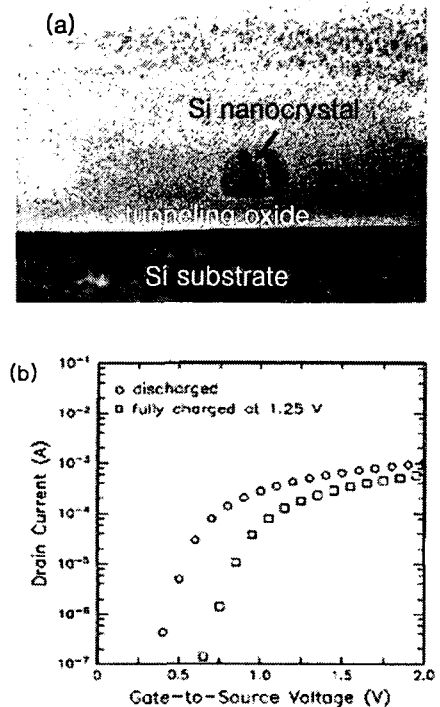 (a)
Si nanocrystal
tunneling oxide
Si substrate
(b)
○ discharged
□ fully charged at 1.25 V
10⁻¹
10⁻²
10⁻³
10⁻⁴
10⁻⁵
10⁻⁶
10⁻⁷
Drain Current (A)
0 0.5 1.0 1.5 2.0
Gate-to-Source Voltage (V)